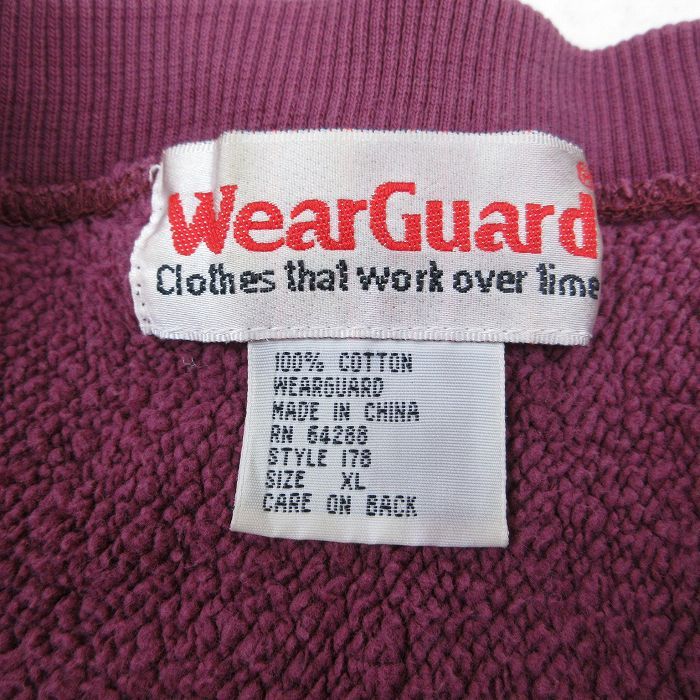 WearGuard
Clothes that work over time
100% COTTON
WEARGUARD
MADE IN CHINA
RN 64288
STYLE 178
SIZE XL
CARE ON BACK